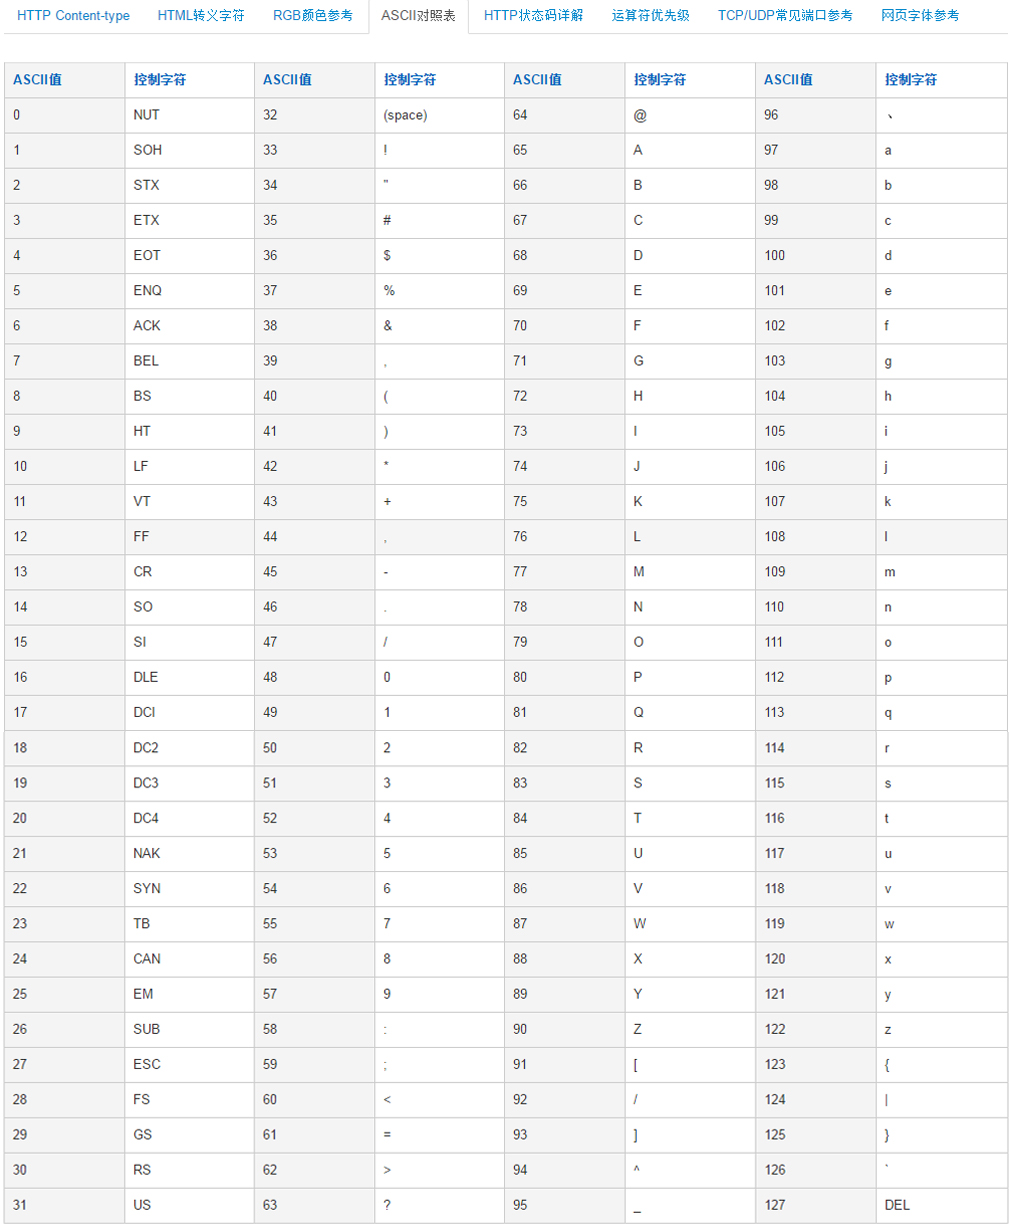 HTTP Content-type HTML转义字符 RGB颜色参考 ASCII对照表 HTTP状态码详解 运算符优先级 TCP/UDP常见端口参考 网页字体参考
ASCII值 控制字符 ASCII值 控制字符 ASCII值 控制字符 ASCII值 控制字符
0 NUT 32 (space) 64 @ 96 、
1 SOH 33 ! 65 A 97 a
2 STX 34 " 66 B 98 b
3 ETX 35 # 67 C 99 c
4 EOT 36 $ 68 D 100 d
5 ENQ 37 % 69 E 101 e
6 ACK 38 & 70 F 102 f
7 BEL 39 , 71 G 103 g
8 BS 40 ( 72 H 104 h
9 HT 41 ) 73 I 105 i
10 LF 42 * 74 J 106 j
11 VT 43 + 75 K 107 k
12 FF 44 , 76 L 108 l
13 CR 45 - 77 M 109 m
14 SO 46 . 78 N 110 n
15 SI 47 / 79 O 111 o
16 DLE 48 0 80 P 112 p
17 DCI 49 1 81 Q 113 q
18 DC2 50 2 82 R 114 r
19 DC3 51 3 83 S 115 s
20 DC4 52 4 84 T 116 t
21 NAK 53 5 85 U 117 u
22 SYN 54 6 86 V 118 v
23 TB 55 7 87 W 119 w
24 CAN 56 8 88 X 120 x
25 EM 57 9 89 Y 121 y
26 SUB 58 : 90 Z 122 z
27 ESC 59 ; 91 [ 123 {
28 FS 60 < 92 / 124 |
29 GS 61 = 93 ] 125 }
30 RS 62 > 94 ^ 126 `
31 US 63 ? 95 _ 127 DEL